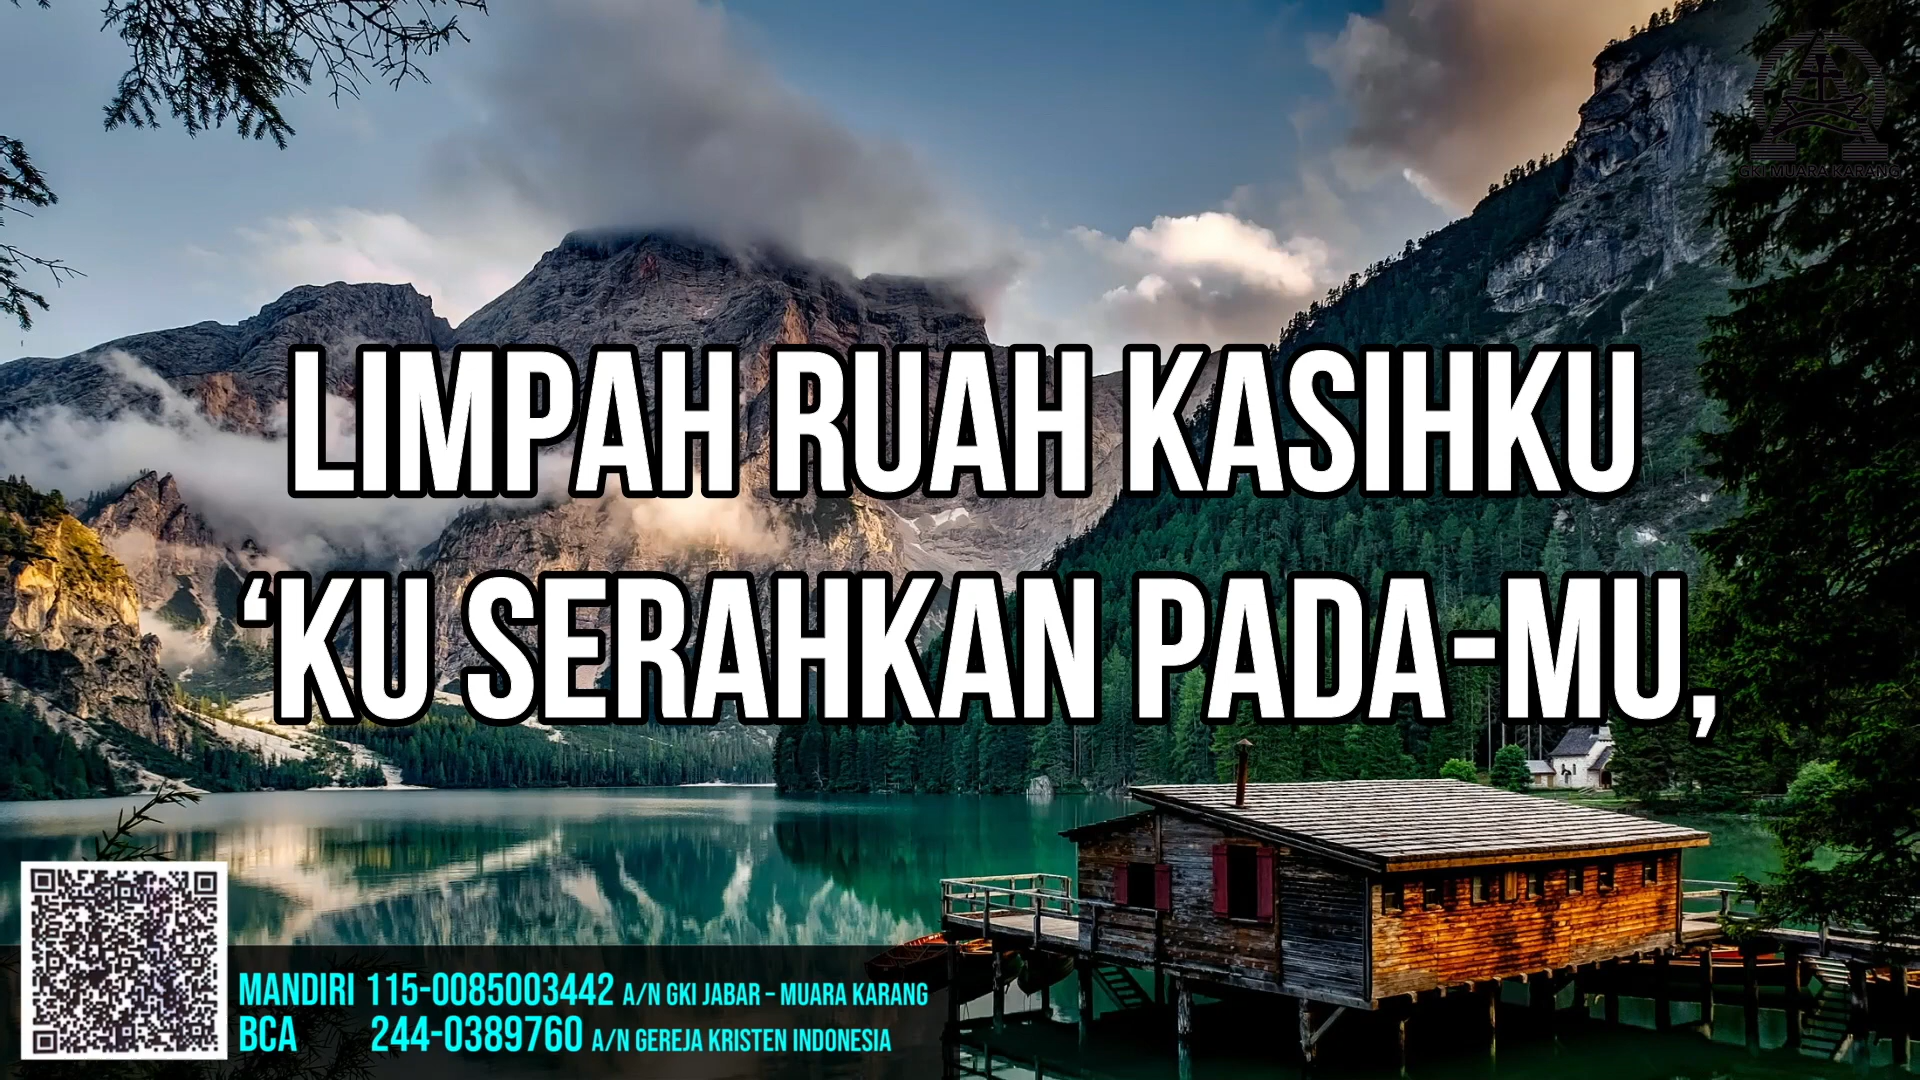 GKI MUARA KARANG
LIMPAH RUAH KASIHKU
‘KU SERAHKAN PADA-MU,
MANDIRI 115-0085003442 A/N GKI JABAR – MUARA KARANG
BCA 244-0389760 A/N GEREJA KRISTEN INDONESIA